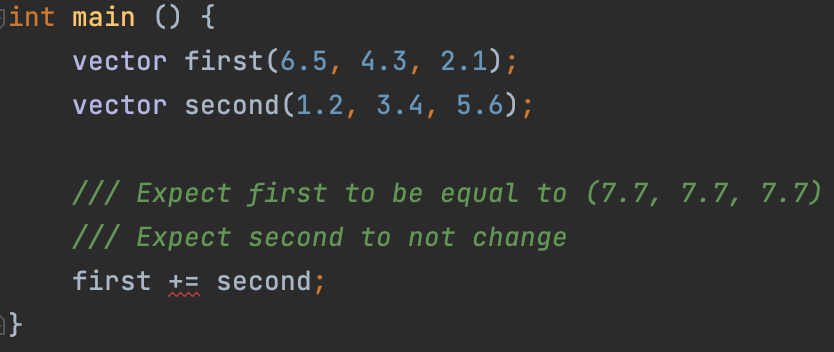 int main () {
    vector first(6.5, 4.3, 2.1);
    vector second(1.2, 3.4, 5.6);

    /// Expect first to be equal to (7.7, 7.7, 7.7)
    /// Expect second to not change
    first += second;
}